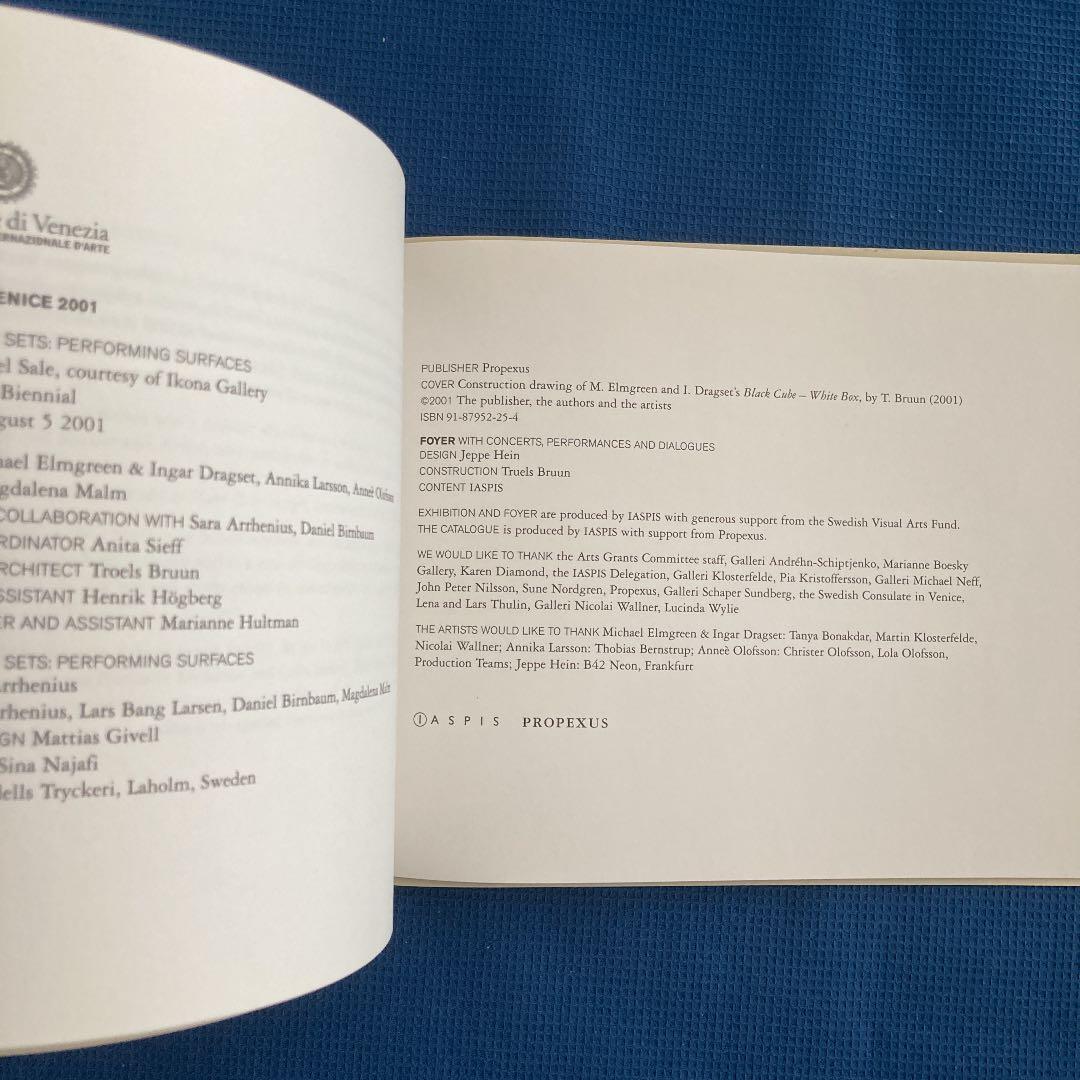 di Venezia
RNAZIONALE D'ARTE
ENICE 2001
SETS: PERFORMING SURFACES
el Sale, courtesy of Ikona Gallery
Biennial
gust 5 2001
ael Elmgreen & Ingar Dragset, Annika Larsson, Anneè Olofsson
gdalena Malm
COLLABORATION WITH Sara Arrhenius, Daniel Birnbaum
RDINATOR Anita Sieff
RCHITECT Troels Bruun
SSISTANT Henrik Högberg
ER AND ASSISTANT Marianne Hultman
SETS: PERFORMING SURFACES
rrhenius
rhenius, Lars Bang Larsen, Daniel Birnbaum, Magdalena Malm
GN Mattias Givell
Sina Najafi
ells Tryckeri, Laholm, Sweden
PUBLISHER Propexus
COVER Construction drawing of M. Elmgreen and I. Dragset's Black Cube – White Box, by T. Bruun (2001)
©2001 The publisher, the authors and the artists
ISBN 91-87952-25-4
FOYER WITH CONCERTS, PERFORMANCES AND DIALOGUES
DESIGN Jeppe Hein
CONSTRUCTION Truels Bruun
CONTENT IASPIS
EXHIBITION AND FOYER are produced by IASPIS with generous support from the Swedish Visual Arts Fund.
THE CATALOGUE is produced by IASPIS with support from Propexus.
WE WOULD LIKE TO THANK the Arts Grants Committee staff, Galleri Andréhn-Schiptjenko, Marianne Boesky
Gallery, Karen Diamond, the IASPIS Delegation, Galleri Klosterfelde, Pia Kristoffersson, Galleri Michael Neff,
John Peter Nilsson, Sune Nordgren, Propexus, Galleri Schaper Sundberg, the Swedish Consulate in Venice,
Lena and Lars Thulin, Galleri Nicolai Wallner, Lucinda Wylie
THE ARTISTS WOULD LIKE TO THANK Michael Elmgreen & Ingar Dragset: Tanya Bonakdar, Martin Klosterfelde,
Nicolai Wallner; Annika Larsson: Thobias Bernstrup; Anneè Olofsson: Christer Olofsson, Lola Olofsson,
Production Teams; Jeppe Hein: B42 Neon, Frankfurt
IASPIS PROPEXUS